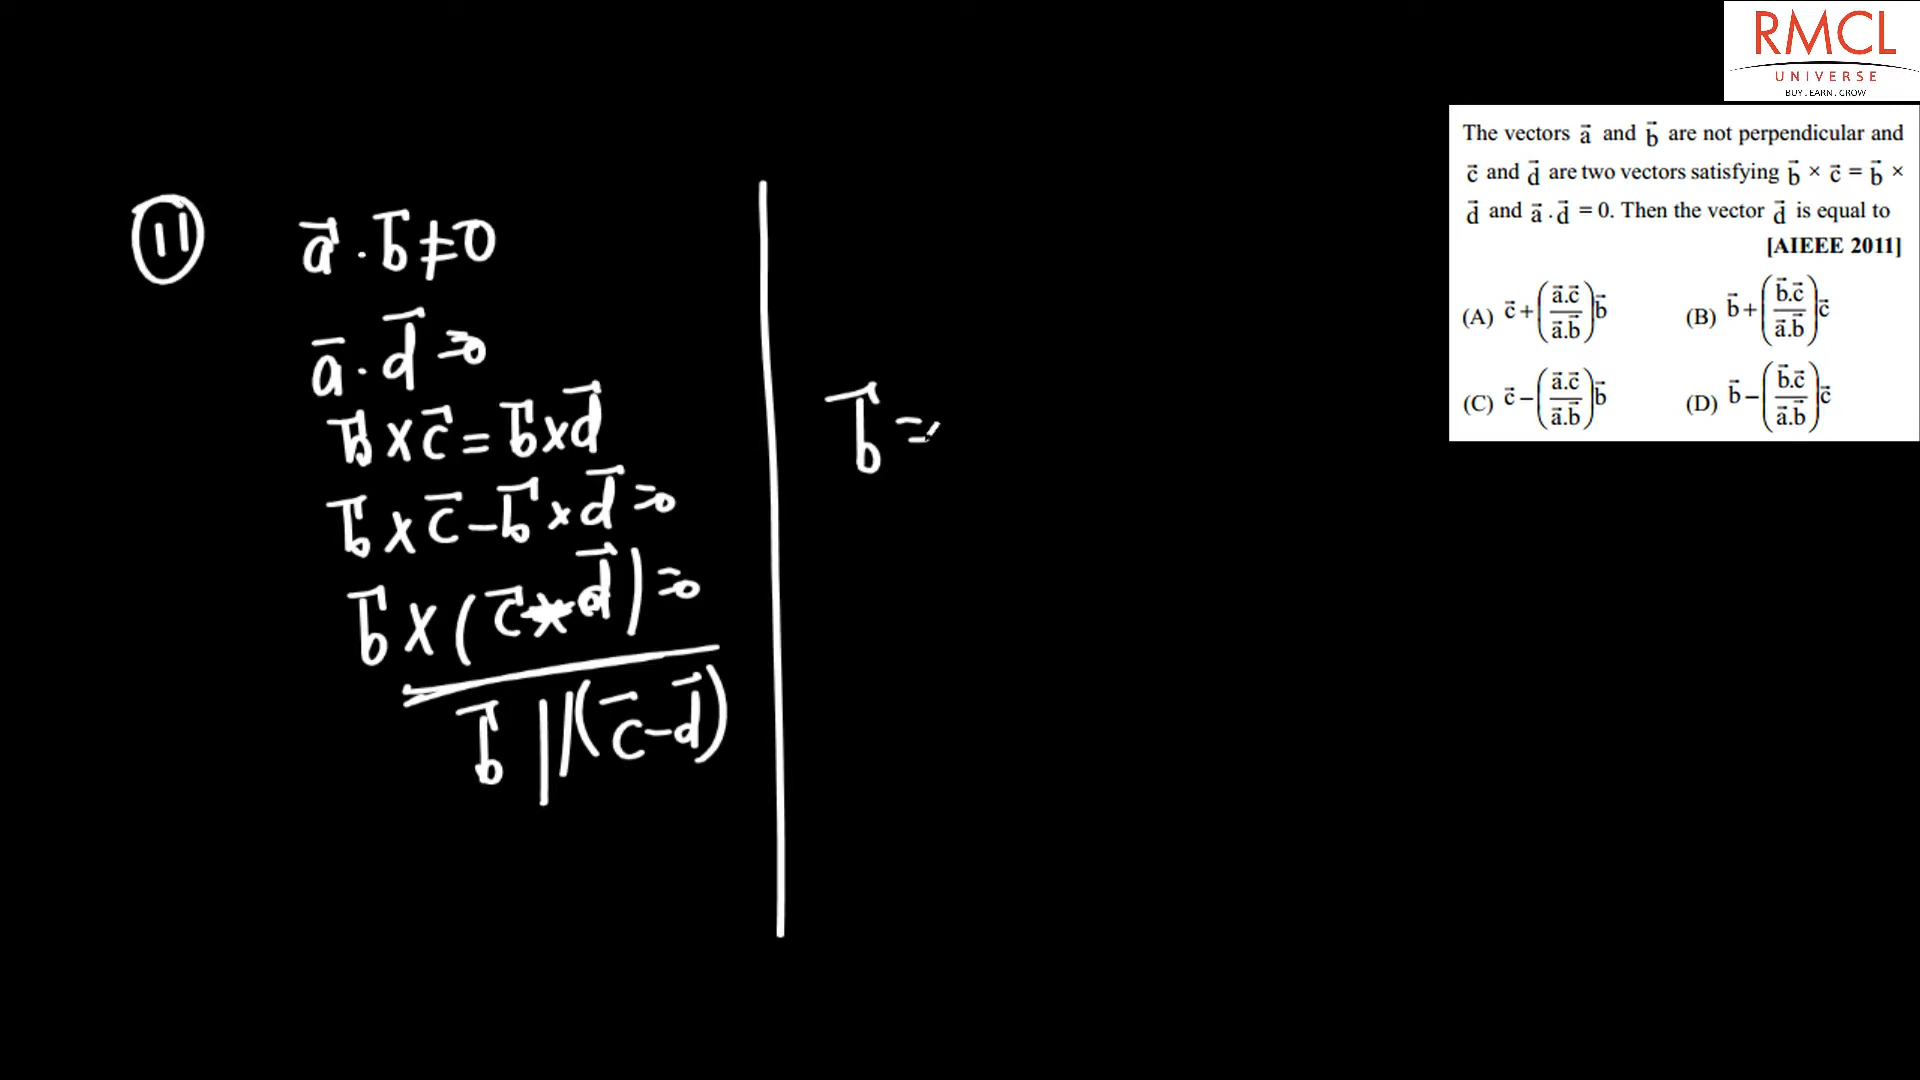 RMCL
UNIVERSE
BUY.EARN.GROW
The vectors a⃗ and b⃗ are not perpendicular and
c⃗ and d⃗ are two vectors satisfying b⃗ × c⃗ = b⃗ ×
d⃗ and a⃗ . d⃗ = 0. Then the vector d⃗ is equal to
[AIEEE 2011]
(A) c⃗ + (a⃗.c⃗ / a⃗.b⃗) b⃗ (B) b⃗ + (b⃗.c⃗ / a⃗.b⃗) c⃗
(C) c⃗ − (a⃗.c⃗ / a⃗.b⃗) b⃗ (D) b⃗ − (b⃗.c⃗ / a⃗.b⃗) c⃗
11 a⃗ · b⃗ ≠ 0
a⃗ · d⃗ = 0
b⃗ × c⃗ = b⃗ × d⃗
b⃗ × c⃗ − b⃗ × d⃗ = 0
b⃗ × (c⃗ − d⃗) = 0
b⃗ || (c⃗ − d⃗)
b⃗ =